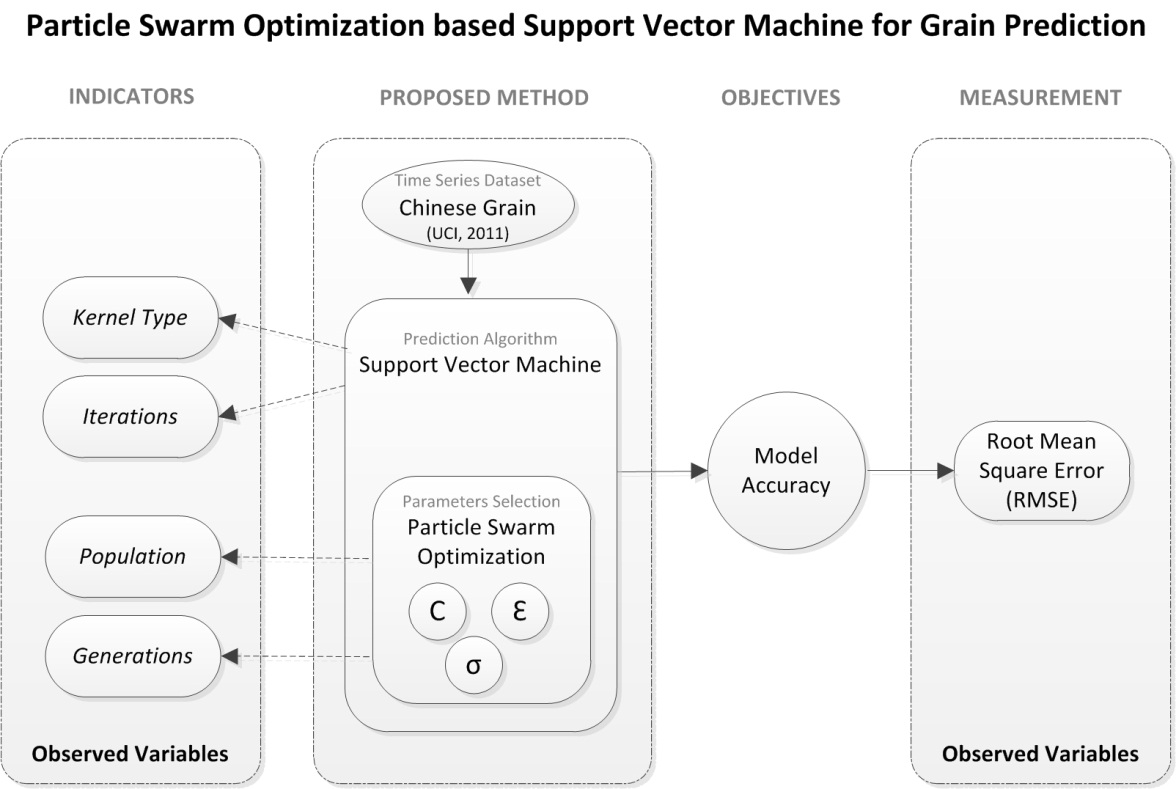 Particle Swarm Optimization based Support Vector Machine for Grain Prediction
INDICATORS
PROPOSED METHOD
OBJECTIVES
MEASUREMENT
Kernel Type
Iterations
Population
Generations
Observed Variables
Time Series Dataset
Chinese Grain
(UCI, 2011)
Prediction Algorithm
Support Vector Machine
Parameters Selection
Particle Swarm
Optimization
C
Ɛ
σ
Model
Accuracy
Root Mean
Square Error
(RMSE)
Observed Variables